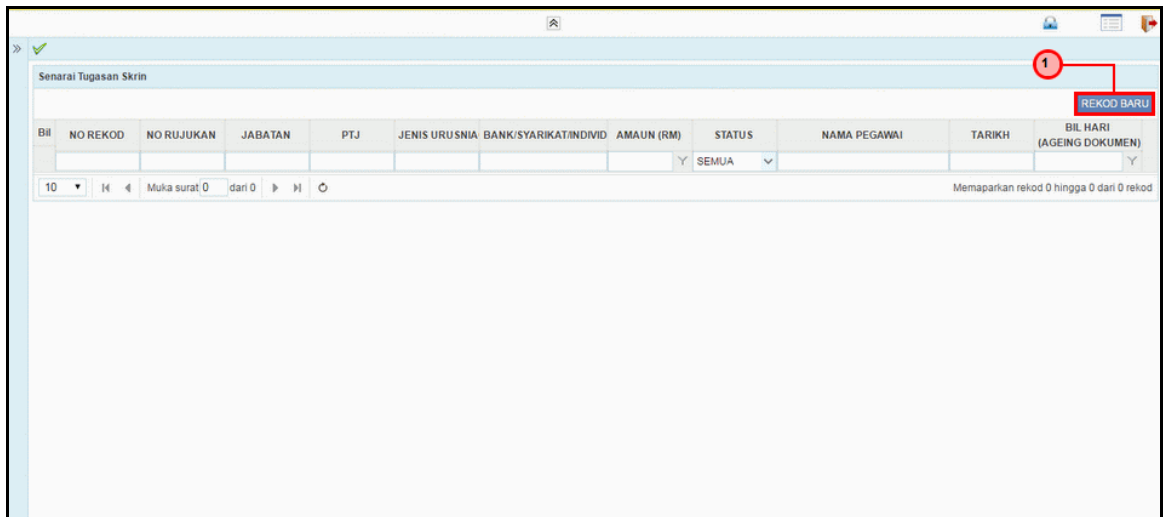 1
Senarai Tugasan Skrin
REKOD BARU
Bil NO REKOD NO RUJUKAN JABATAN PTJ JENIS URUSNIA BANK/SYARIKAT/INDIVID AMAUN (RM) STATUS NAMA PEGAWAI TARIKH BIL HARI
(AGEING DOKUMEN)
SEMUA
10 Muka surat 0 dari 0 Memaparkan rekod 0 hingga 0 dari 0 rekod